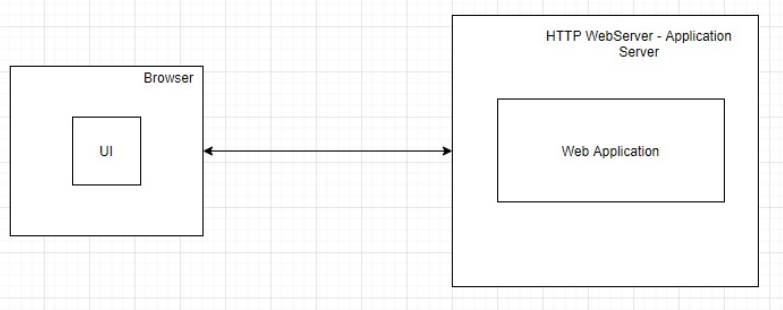 Browser
UI
HTTP WebServer - Application
Server
Web Application